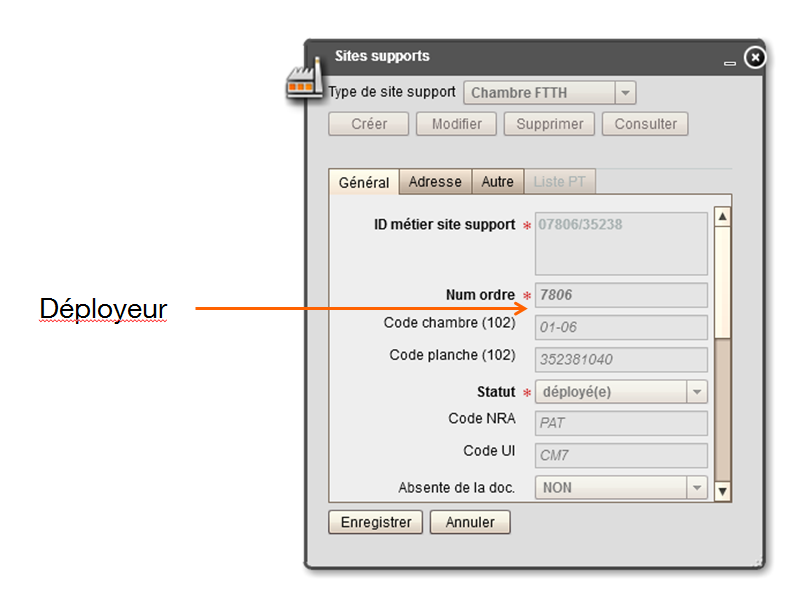 Sites supports
Type de site support Chambre FTTH
Créer Modifier Supprimer Consulter
Général Adresse Autre Liste PT
ID métier site support * 07806/35238
Num ordre * 7806
Déployeur
Code chambre (102) 01-06
Code planche (102) 352381040
Statut * déployé(e)
Code NRA PAT
Code UI CM7
Absente de la doc. NON
Enregistrer Annuler